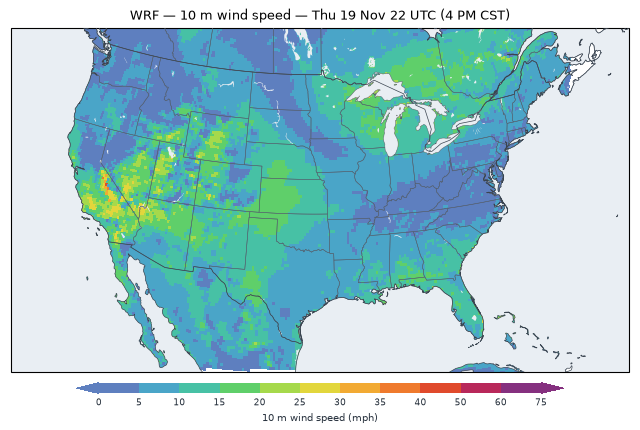 WRF — 10 m wind speed — Thu 19 Nov 22 UTC (4 PM CST)
0 5 10 15 20 25 30 35 40 50 60 75
10 m wind speed (mph)